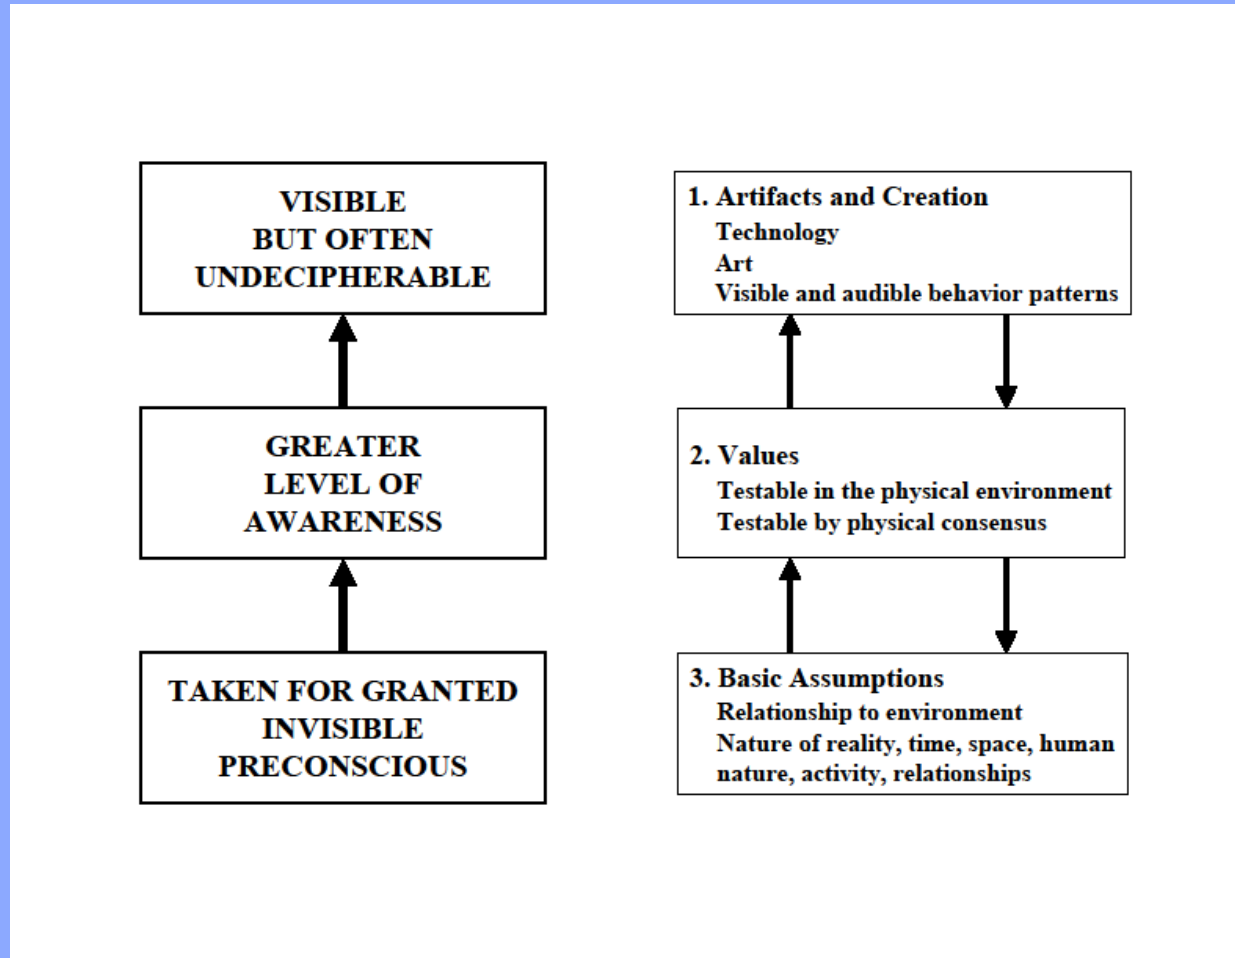 VISIBLE
BUT OFTEN
UNDECIPHERABLE
GREATER
LEVEL OF
AWARENESS
TAKEN FOR GRANTED
INVISIBLE
PRECONSCIOUS
1. Artifacts and Creation
Technology
Art
Visible and audible behavior patterns
2. Values
Testable in the physical environment
Testable by physical consensus
3. Basic Assumptions
Relationship to environment
Nature of reality, time, space, human
nature, activity, relationships